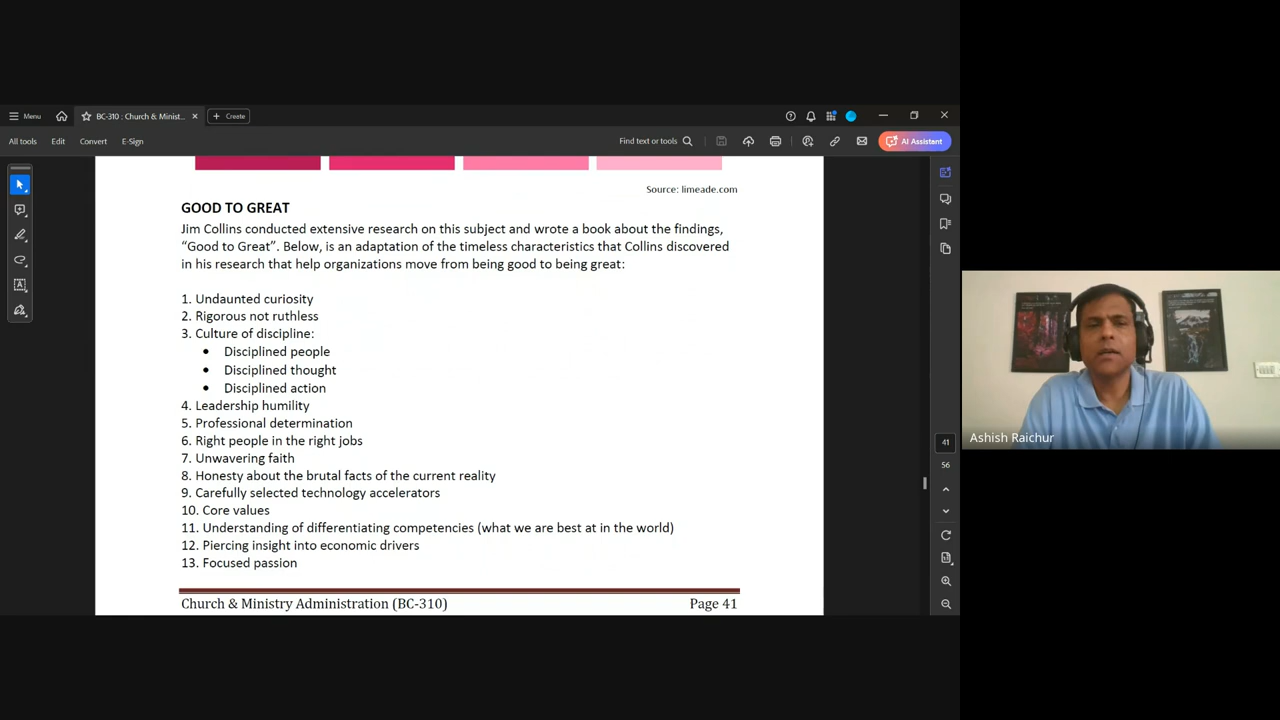 Menu
BC-310 : Church & Minist...
Create
All tools
Edit
Convert
E-Sign
Find text or tools
AI Assistant
Source: limeade.com
GOOD TO GREAT
Jim Collins conducted extensive research on this subject and wrote a book about the findings,
“Good to Great”. Below, is an adaptation of the timeless characteristics that Collins discovered
in his research that help organizations move from being good to being great:
1. Undaunted curiosity
2. Rigorous not ruthless
3. Culture of discipline:
• Disciplined people
• Disciplined thought
• Disciplined action
4. Leadership humility
5. Professional determination
6. Right people in the right jobs
7. Unwavering faith
8. Honesty about the brutal facts of the current reality
9. Carefully selected technology accelerators
10. Core values
11. Understanding of differentiating competencies (what we are best at in the world)
12. Piercing insight into economic drivers
13. Focused passion
Church & Ministry Administration (BC-310) Page 41
41
56
Ashish Raichur